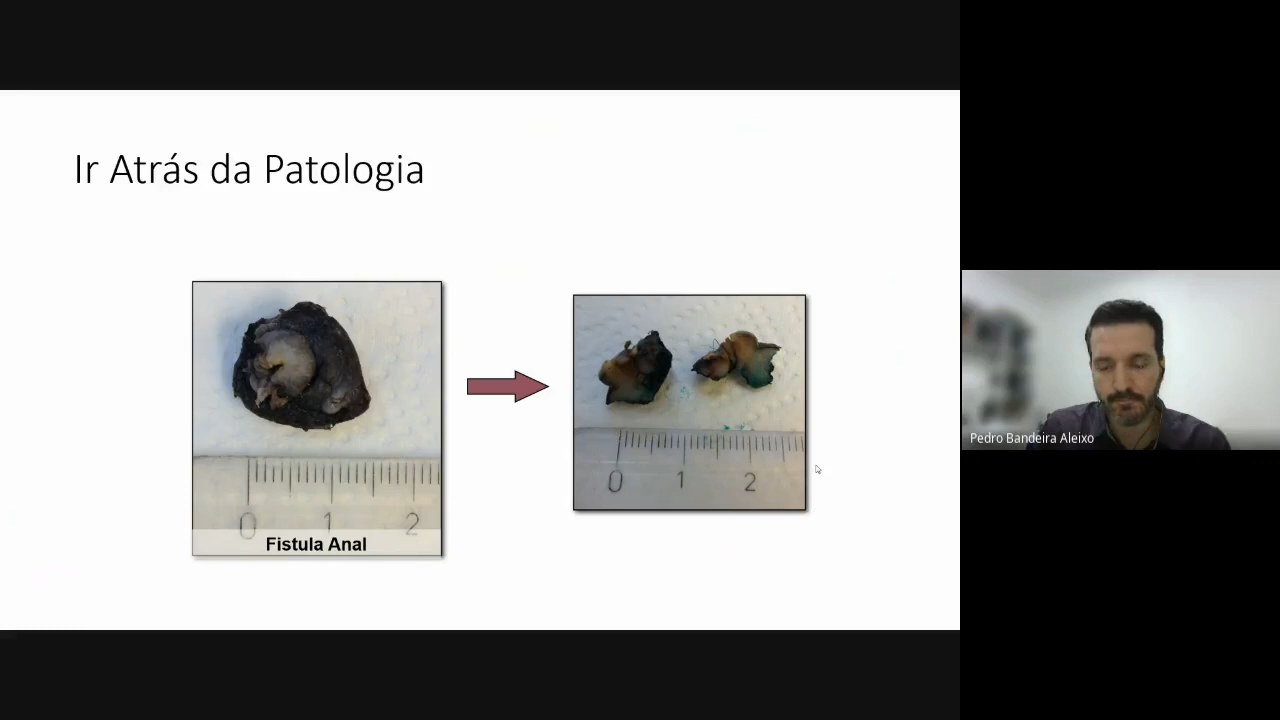 Ir Atrás da Patologia
0 1 2
Fistula Anal
0 1 2
Pedro Bandeira Aleixo